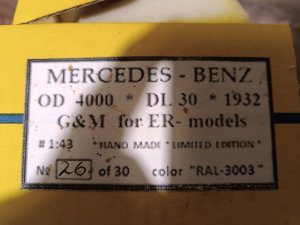 MERCEDES - BENZ
OD 4000 * DL 30 * 1932
G&M for ER- models
# 1:43 "HAND MADE" "LIMITED EDITION"
№ 26 of 30 color "RAL-3003"